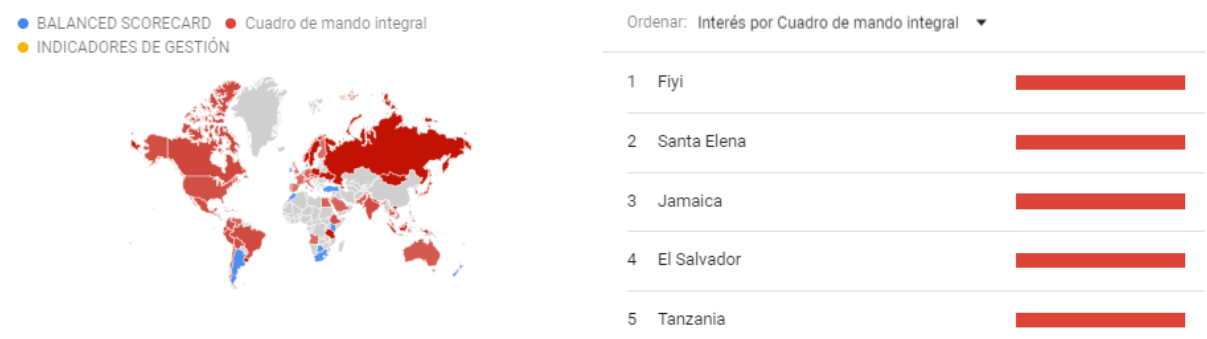 BALANCED SCORECARD Cuadro de mando integral
INDICADORES DE GESTIÓN
Ordenar: Interés por Cuadro de mando integral
1 Fiyi
2 Santa Elena
3 Jamaica
4 El Salvador
5 Tanzania